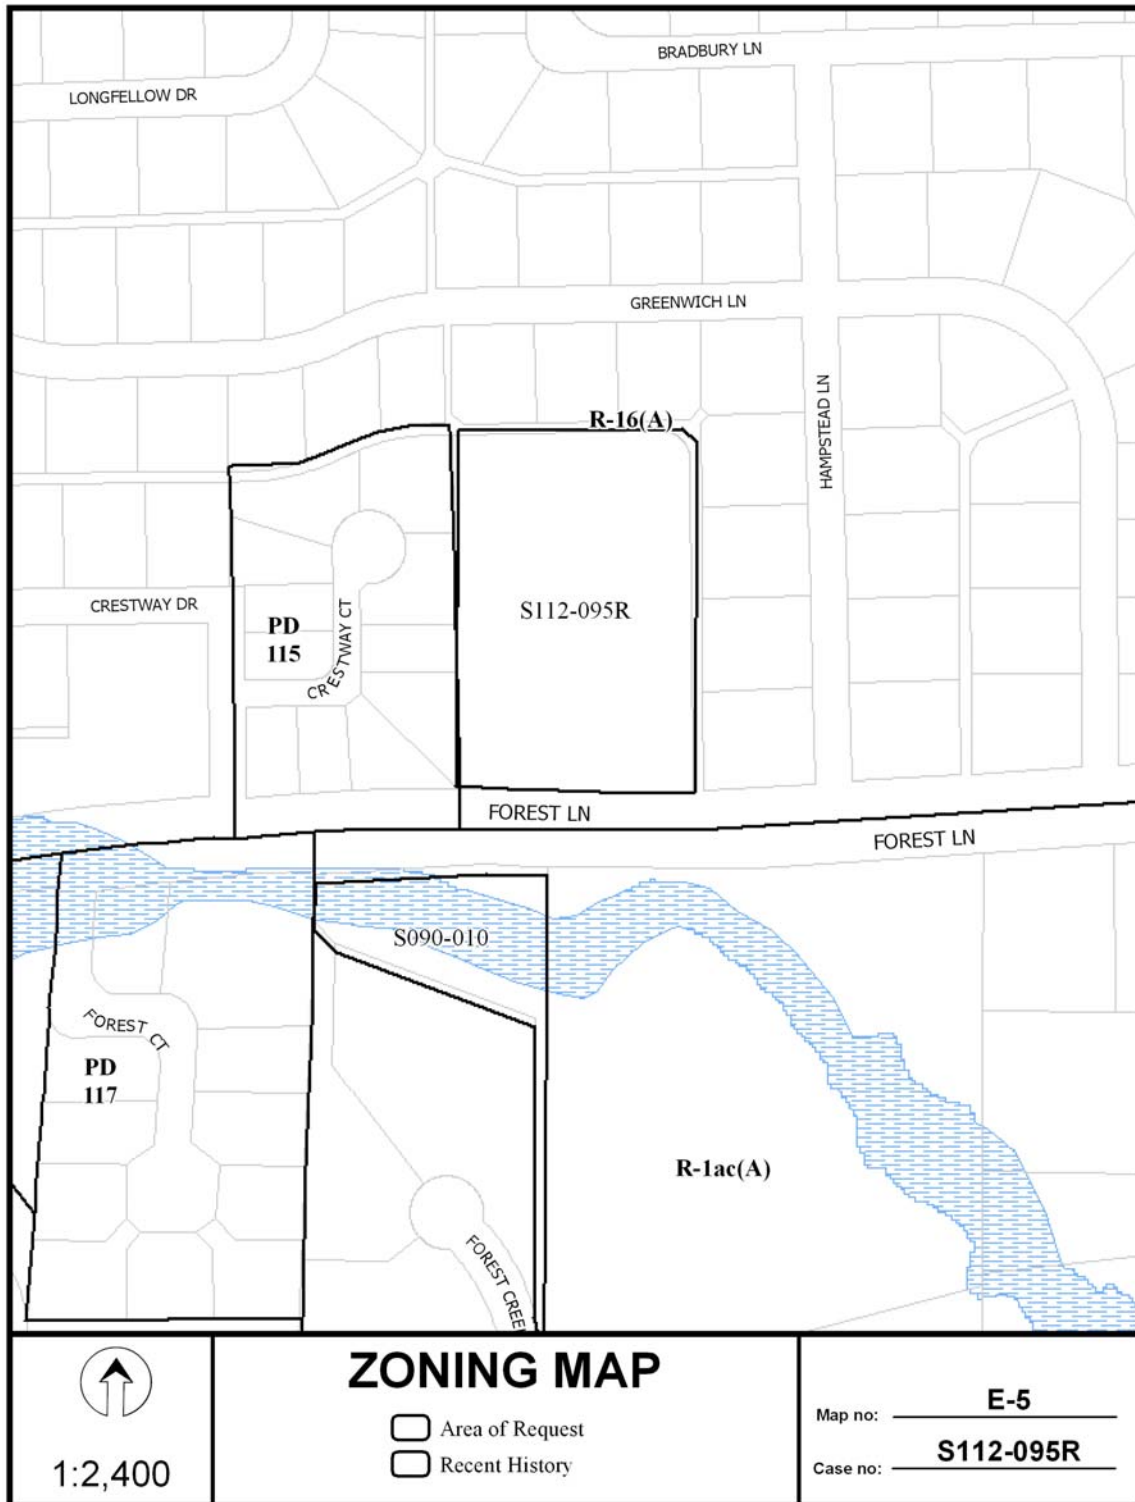 BRADBURY LN
LONGFELLOW DR
GREENWICH LN
HAMPSTEAD LN
R-16(A)
S112-095R
CRESTWAY DR
PD
115
CRESTWAY CT
FOREST LN
FOREST LN
S090-010
FOREST CT
PD
117
R-1ac(A)
FOREST CREE
1:2,400
ZONING MAP
Area of Request
Recent History
Map no: E-5
Case no: S112-095R